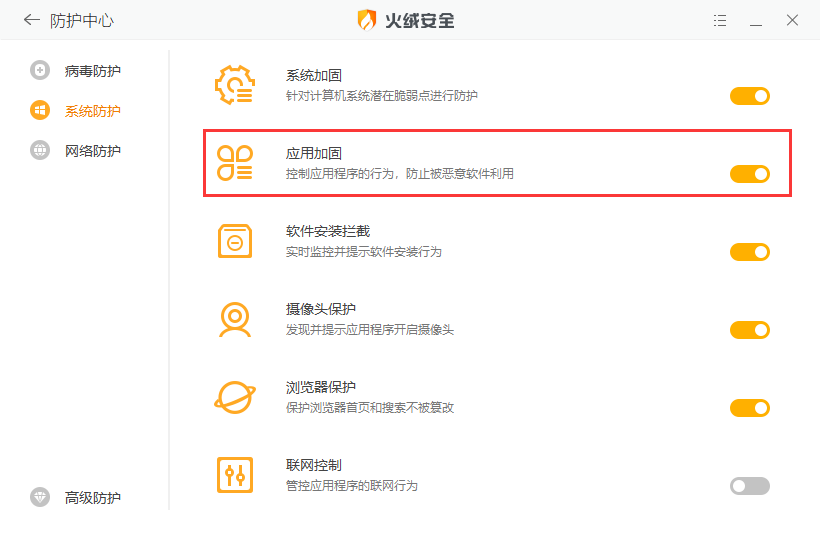 防护中心
火绒安全
病毒防护
系统防护
网络防护
高级防护
系统加固
针对计算机系统潜在脆弱点进行防护
应用加固
控制应用程序的行为，防止被恶意软件利用
软件安装拦截
实时监控并提示软件安装行为
摄像头保护
发现并提示应用程序开启摄像头
浏览器保护
保护浏览器首页和搜索不被篡改
联网控制
管控应用程序的联网行为